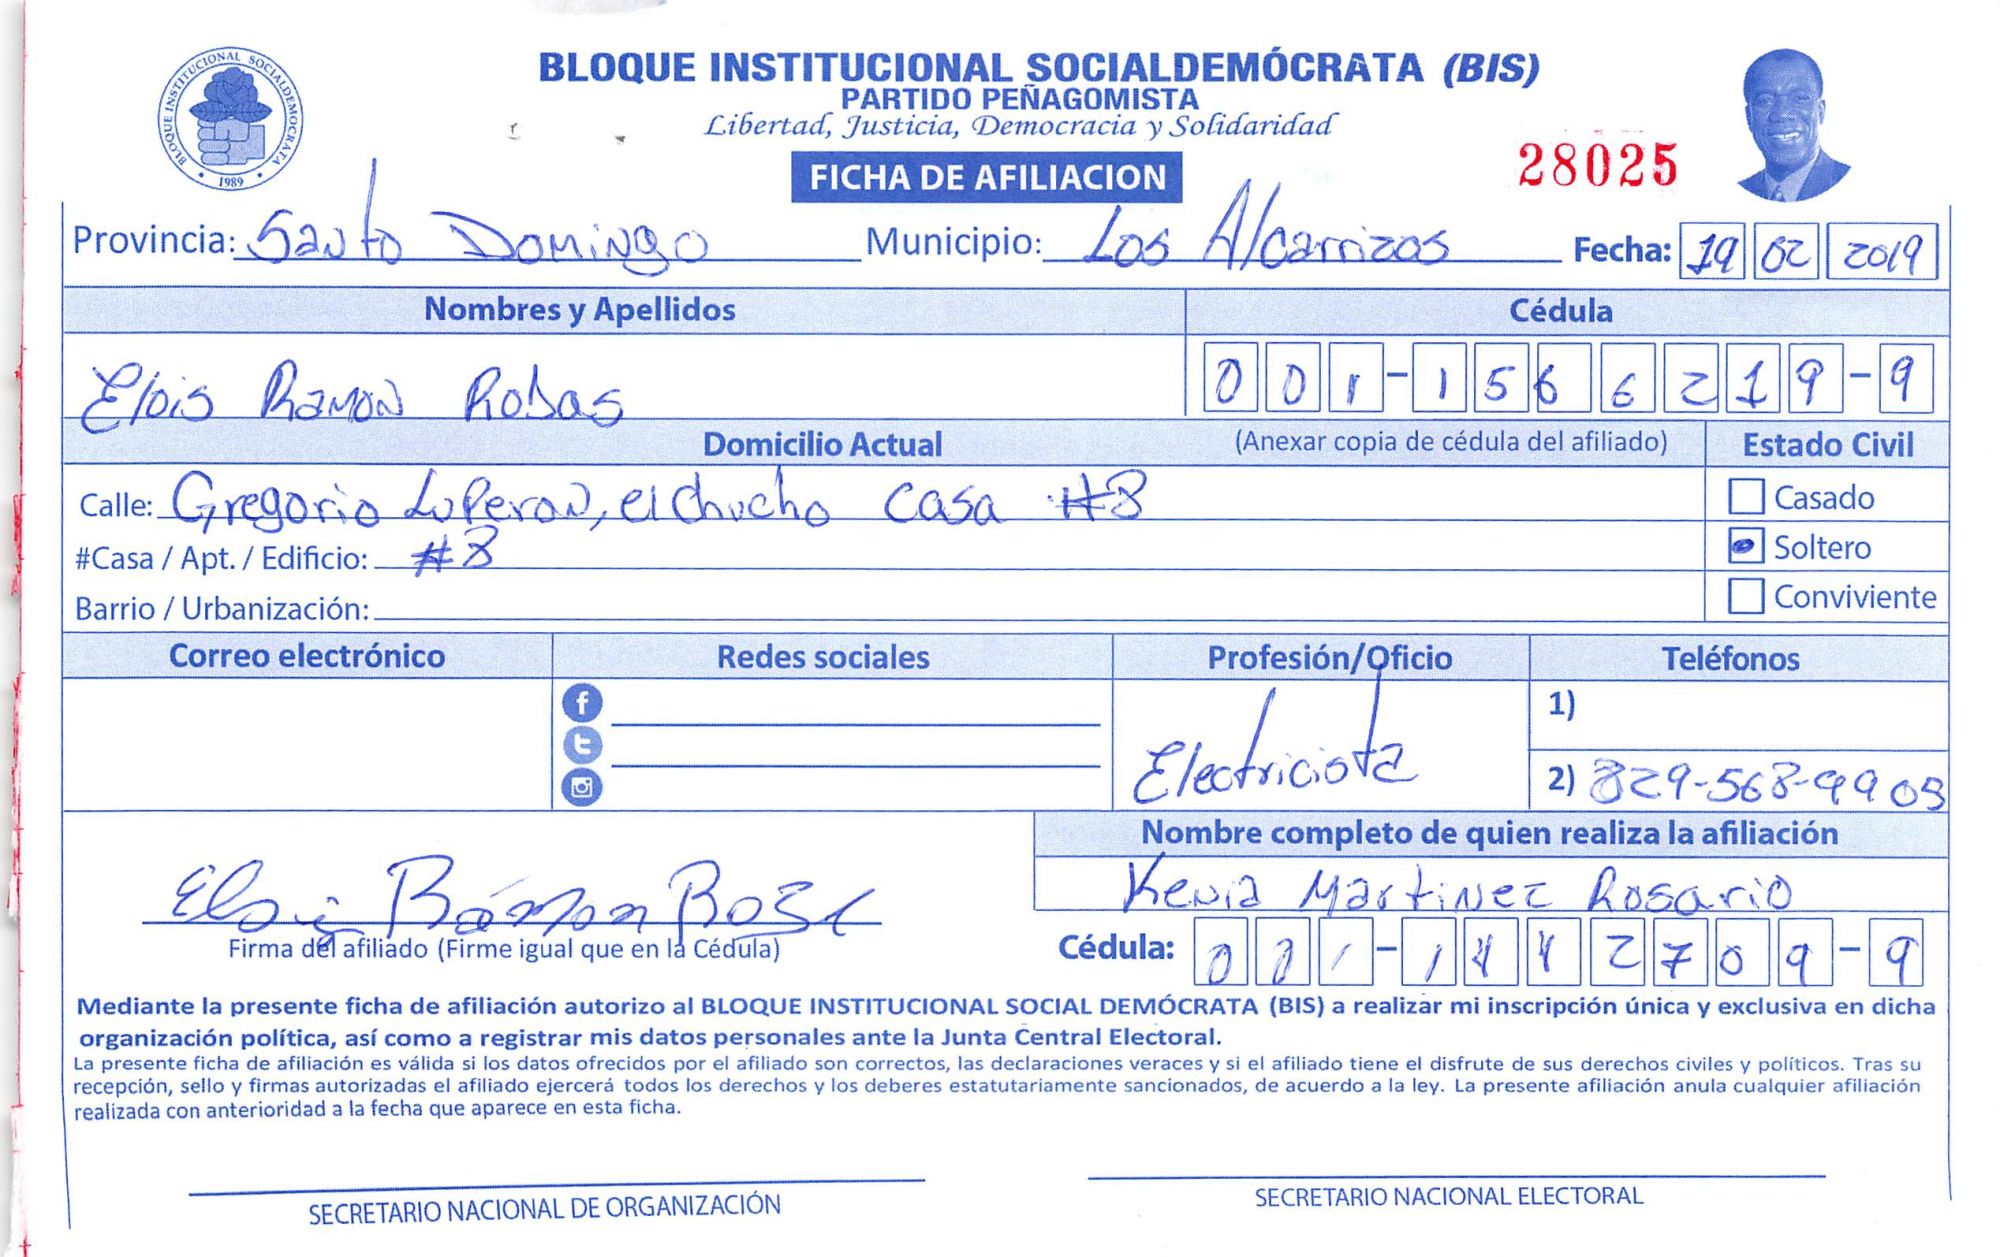 BLOQUE INSTITUCIONAL SOCIALDEMÓCRATA (BIS)
PARTIDO PEÑAGOMISTA
Libertad, Justicia, Democracia y Solidaridad
BLOQUE INSTITUCIONAL SOCIALDEMOCRATA
1989
FICHA DE AFILIACION
28025
Provincia: Santo Domingo Municipio: Los Alcarrizos Fecha: 19 02 2019
Nombres y Apellidos Cédula
Elois Ramon Rosas 001-1566219-9
Domicilio Actual (Anexar copia de cédula del afiliado) Estado Civil
Calle: Gregorio Luperon, el chucho casa #8 Casado
#Casa / Apt. / Edificio: #8 Soltero
Barrio / Urbanización: Conviviente
Correo electrónico Redes sociales Profesión/Oficio Teléfonos
1)
Electricista
2) 829-568-9903
Nombre completo de quien realiza la afiliación
Kenia Martinez Rosario
Firma del afiliado (Firme igual que en la Cédula) Cédula: 001-1442709-9
Mediante la presente ficha de afiliación autorizo al BLOQUE INSTITUCIONAL SOCIAL DEMÓCRATA (BIS) a realizar mi inscripción única y exclusiva en dicha
organización política, así como a registrar mis datos personales ante la Junta Central Electoral.
La presente ficha de afiliación es válida si los datos ofrecidos por el afiliado son correctos, las declaraciones veraces y si el afiliado tiene el disfrute de sus derechos civiles y políticos. Tras su
recepción, sello y firmas autorizadas el afiliado ejercerá todos los derechos y los deberes estatutariamente sancionados, de acuerdo a la ley. La presente afiliación anula cualquier afiliación
realizada con anterioridad a la fecha que aparece en esta ficha.
SECRETARIO NACIONAL DE ORGANIZACIÓN SECRETARIO NACIONAL ELECTORAL